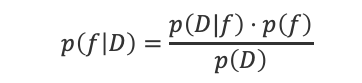 p(f|D) = p(D|f) · p(f) / p(D)